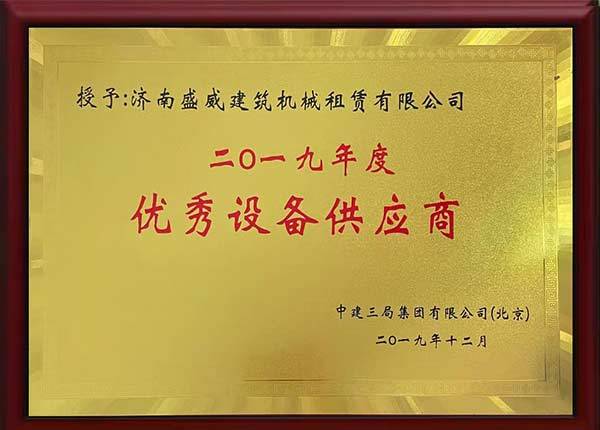 授予:济南盛威建筑机械租赁有限公司
二〇一九年度
优秀设备供应商
中建三局集团有限公司(北京)
二〇一九年十二月